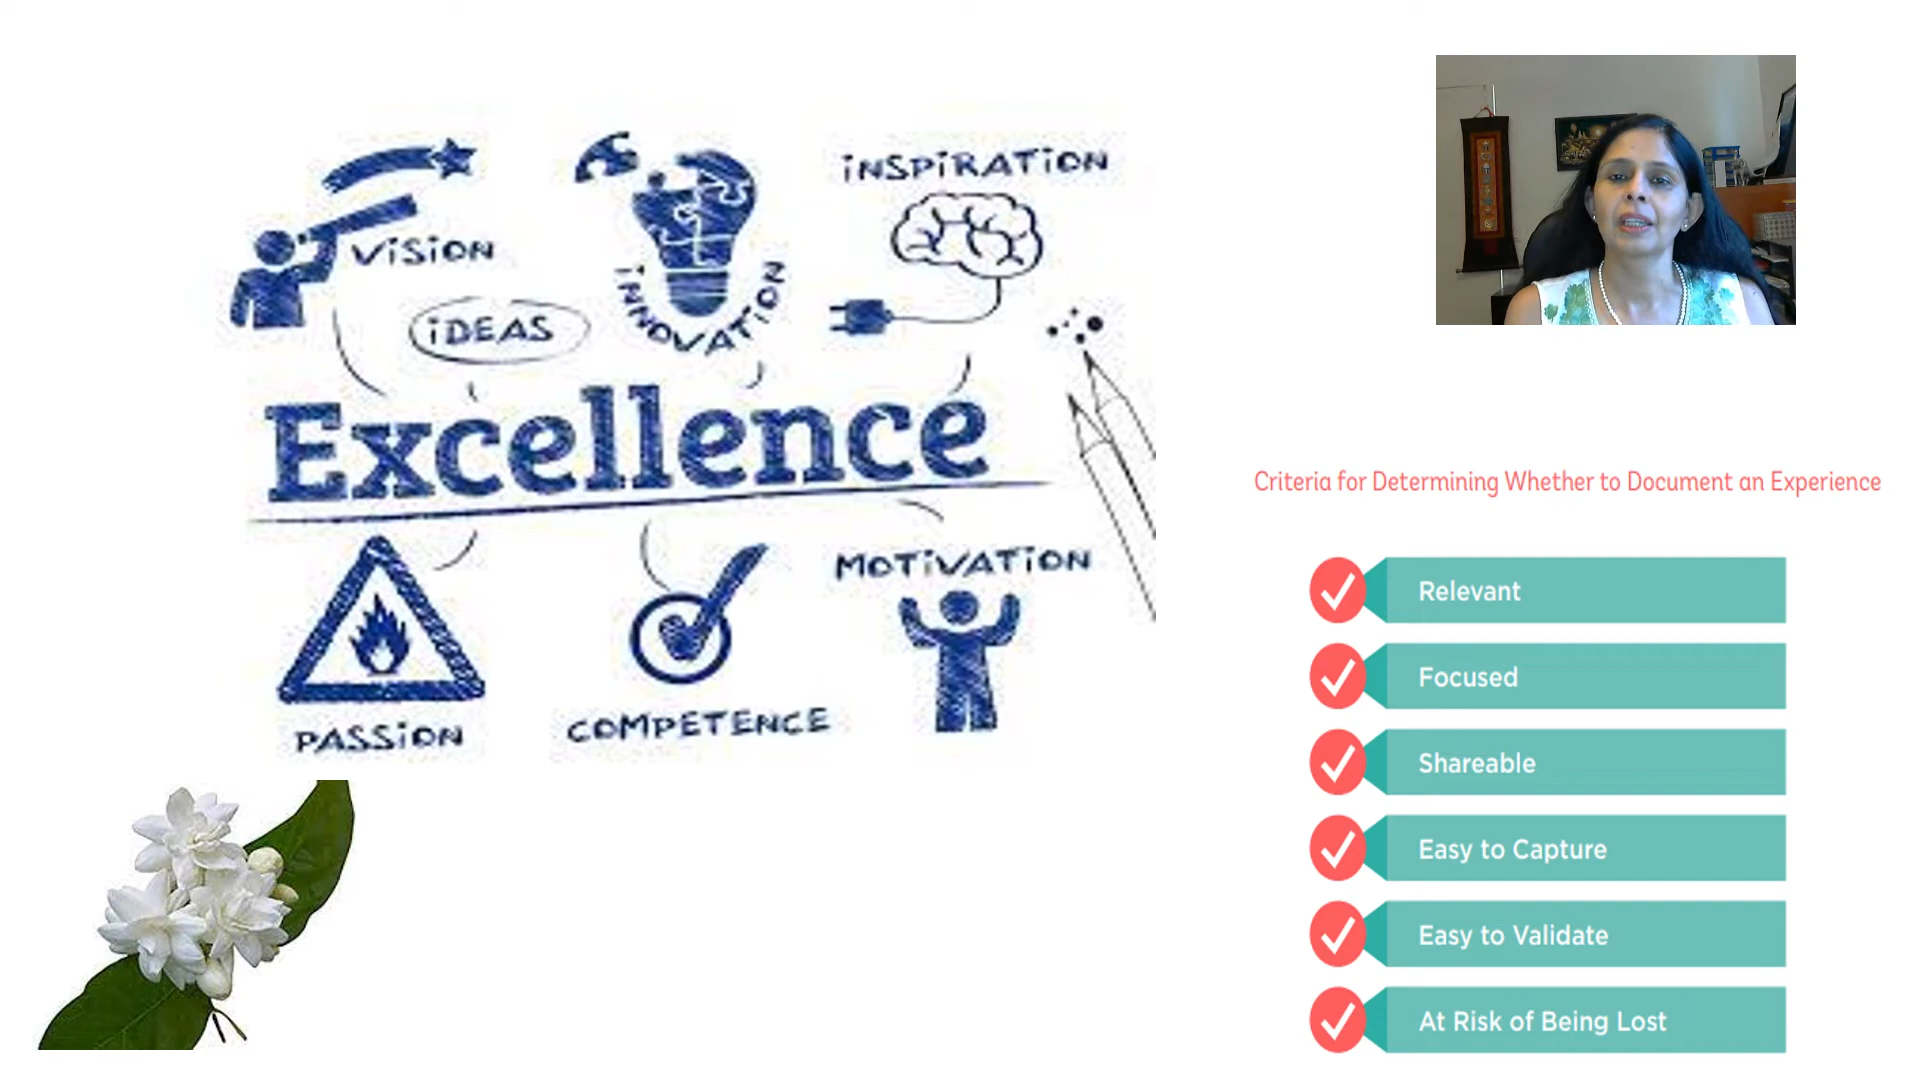 VISION
INNOVATION
INSPIRATION
IDEAS
Excellence
PASSION
COMPETENCE
MOTIVATION
Criteria for Determining Whether to Document an Experience
Relevant
Focused
Shareable
Easy to Capture
Easy to Validate
At Risk of Being Lost